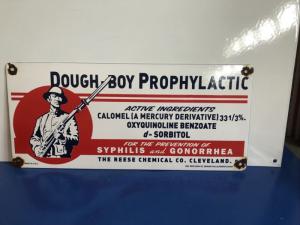 DOUGH-BOY PROPHYLACTIC
ACTIVE INGREDIENTS
CALOMEL (A MERCURY DERIVATIVE) 33 1/3%.
OXYQUINOLINE BENZOATE
d-SORBITOL
FOR THE PREVENTION OF
SYPHILIS and GONORRHEA
THE REESE CHEMICAL CO. CLEVELAND.